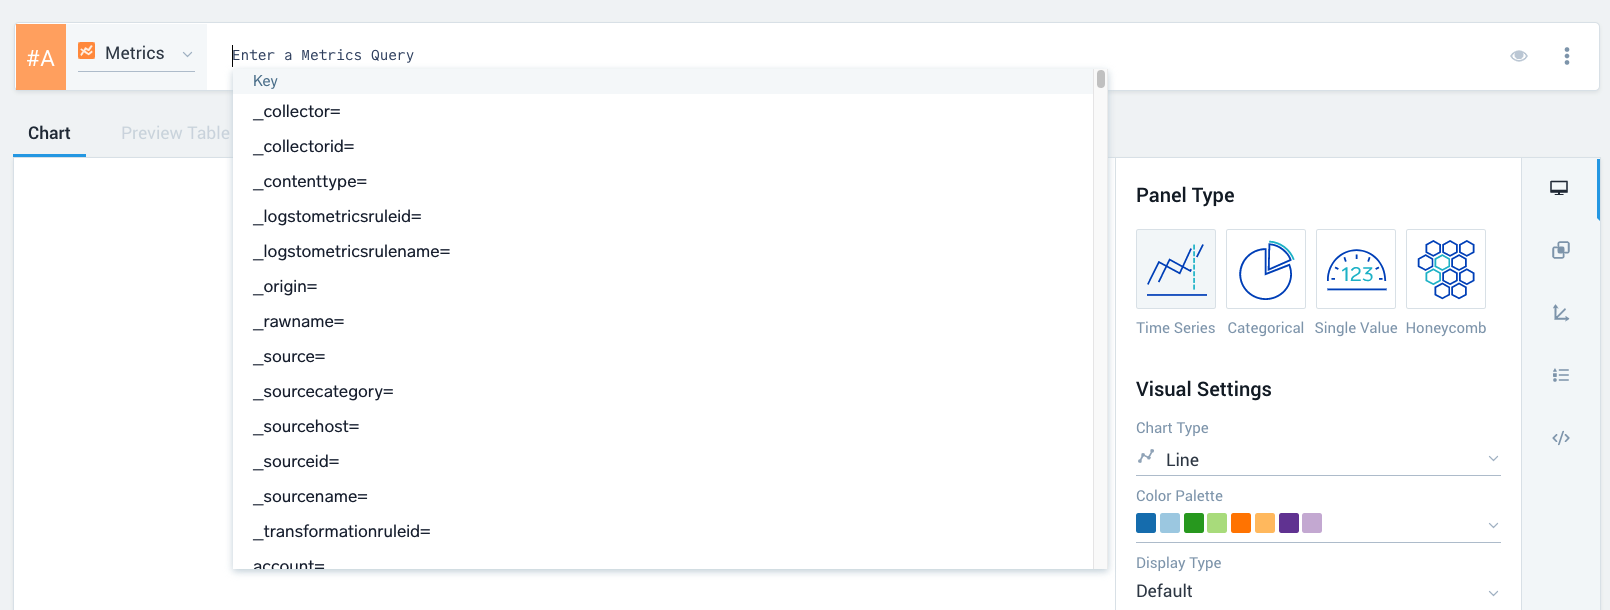 #A Metrics Enter a Metrics Query
Key
_collector=
_collectorid=
_contenttype=
_logstometricsruleid=
_logstometricsrulename=
_origin=
_rawname=
_source=
_sourcecategory=
_sourcehost=
_sourceid=
_sourcename=
_transformationruleid=
account=
Chart Preview Table
Panel Type
123
Time Series Categorical Single Value Honeycomb
Visual Settings
Chart Type
Line
Color Palette
Display Type
Default